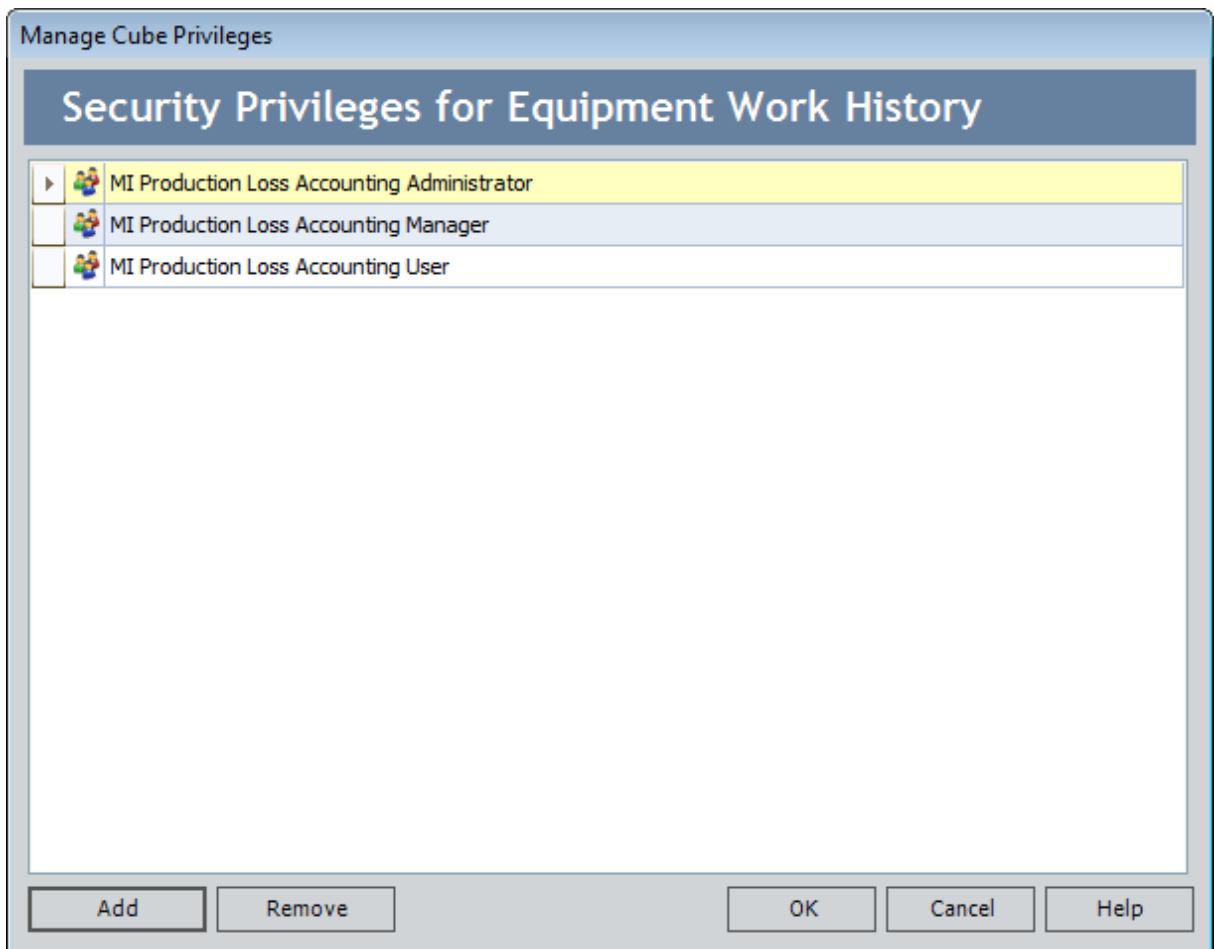 Manage Cube Privileges
Security Privileges for Equipment Work History
MI Production Loss Accounting Administrator
MI Production Loss Accounting Manager
MI Production Loss Accounting User
Add Remove OK Cancel Help